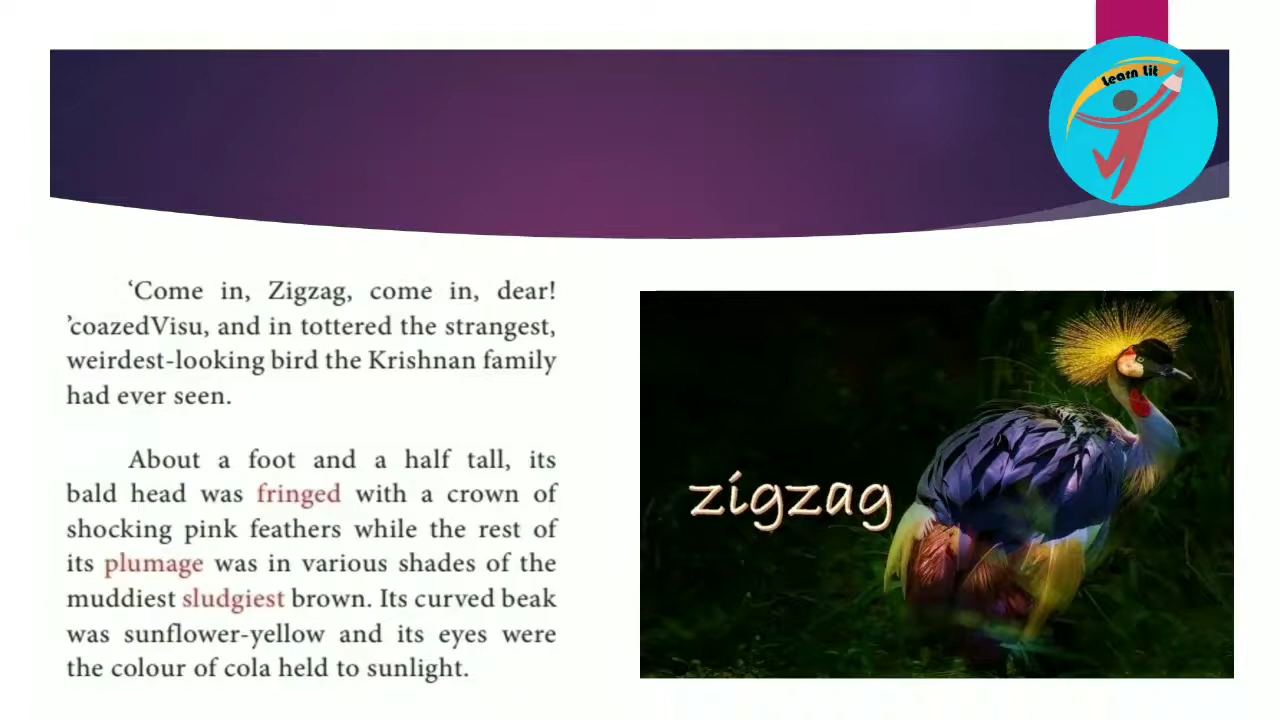 Learn Lit
‘Come in, Zigzag, come in, dear!
’coazedVisu, and in tottered the strangest,
weirdest-looking bird the Krishnan family
had ever seen.
About a foot and a half tall, its
bald head was fringed with a crown of
shocking pink feathers while the rest of
its plumage was in various shades of the
muddiest sludgiest brown. Its curved beak
was sunflower-yellow and its eyes were
the colour of cola held to sunlight.
zigzag